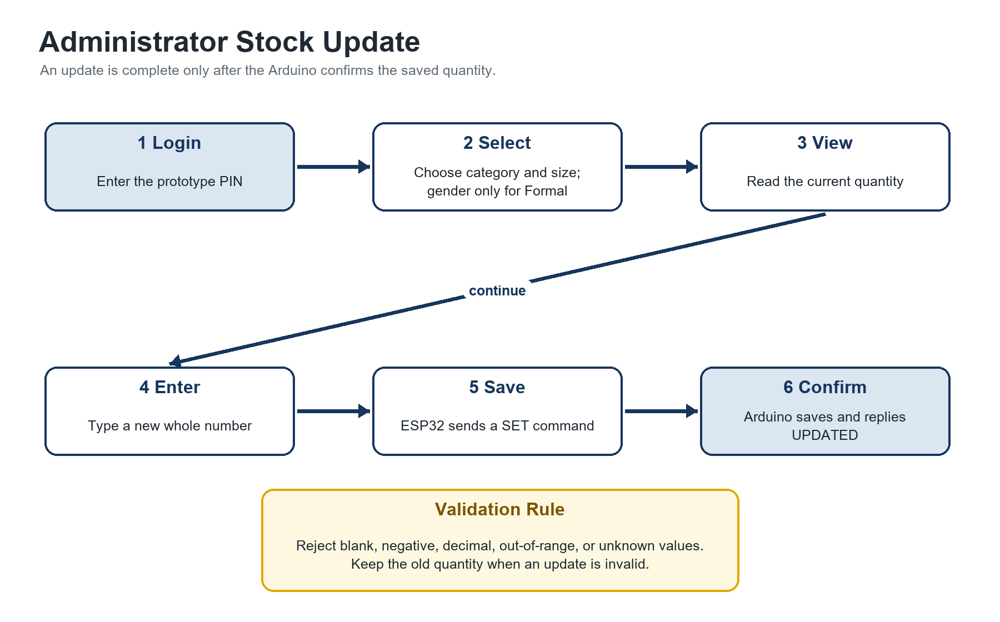 Administrator Stock Update
An update is complete only after the Arduino confirms the saved quantity.
1 Login
Enter the prototype PIN
2 Select
Choose category and size;
gender only for Formal
3 View
Read the current quantity
continue
4 Enter
Type a new whole number
5 Save
ESP32 sends a SET command
6 Confirm
Arduino saves and replies
UPDATED
Validation Rule
Reject blank, negative, decimal, out-of-range, or unknown values.
Keep the old quantity when an update is invalid.